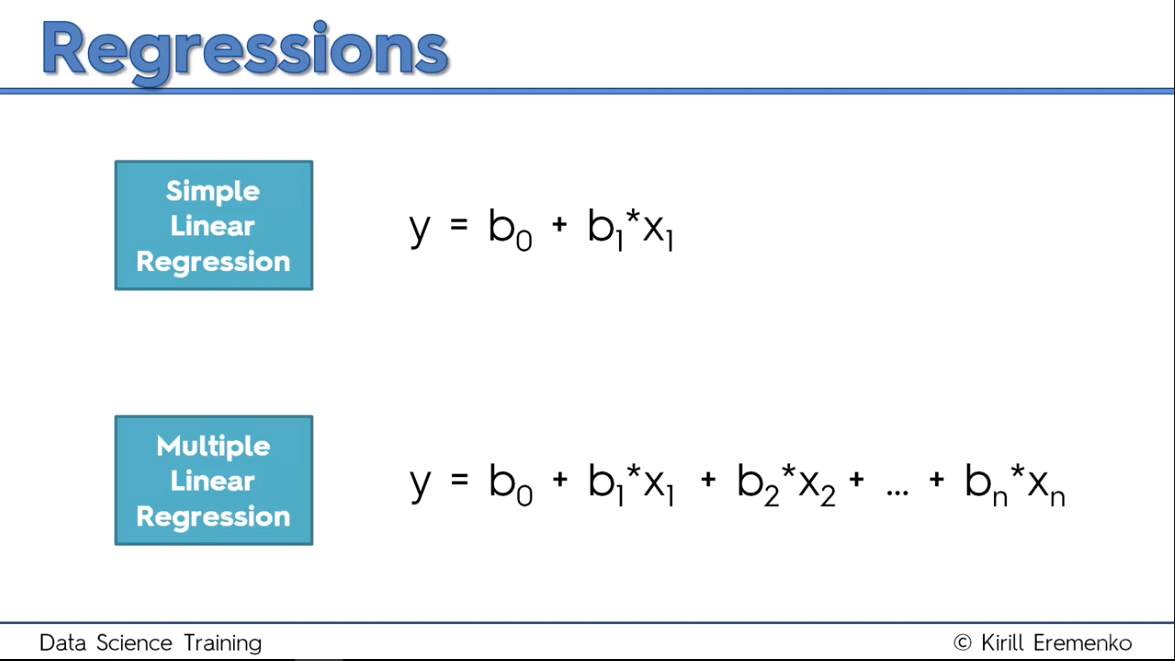 Regressions
Simple
Linear
Regression
y = b₀ + b₁*x₁
Multiple
Linear
Regression
y = b₀ + b₁*x₁ + b₂*x₂ + ... + bₙ*xₙ
Data Science Training
© Kirill Eremenko